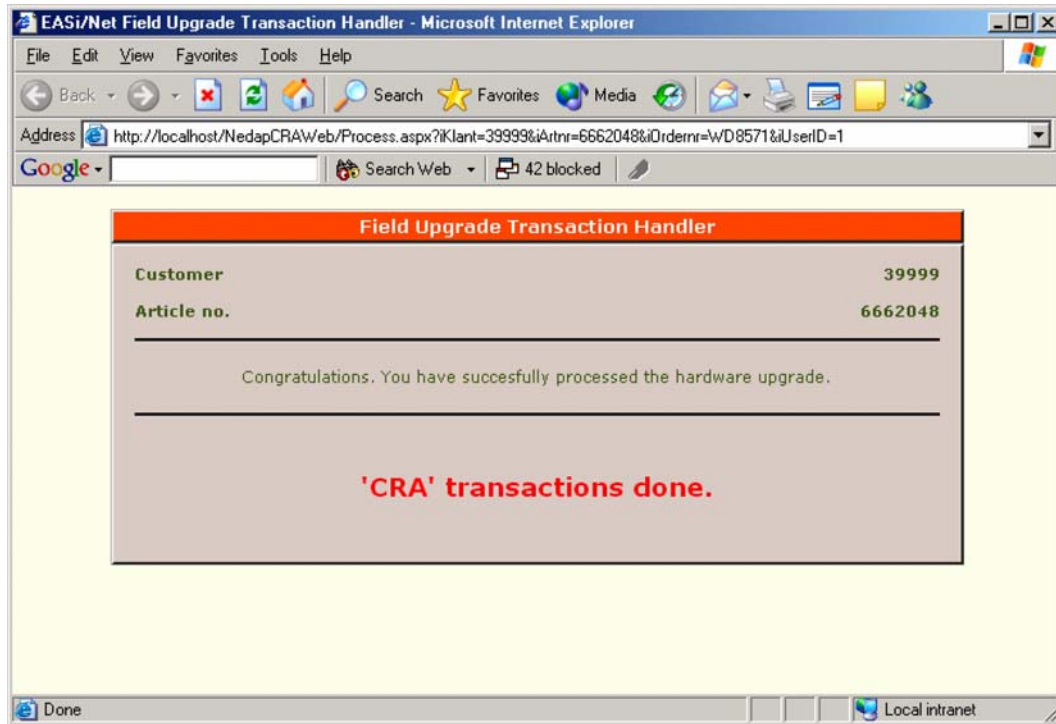 EASi/Net Field Upgrade Transaction Handler - Microsoft Internet Explorer
File Edit View Favorites Tools Help
Back Search Favorites Media
Address http://localhost/NedapCRAWeb/Process.aspx?iKlant=39999&iArtnr=6662048&iOrdernr=WD8571&iUserID=1
Google Search Web 42 blocked
Field Upgrade Transaction Handler
Customer 39999
Article no. 6662048
Congratulations. You have succesfully processed the hardware upgrade.
'CRA' transactions done.
Done Local intranet